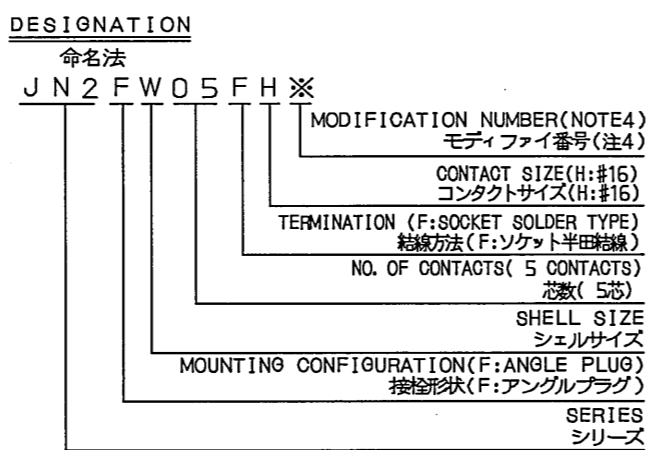 DESIGNATION
命名法
JN2FW05FH※
MODIFICATION NUMBER(NOTE4)
モディファイ番号(注4)
CONTACT SIZE(H:#16)
コンタクトサイズ(H:#16)
TERMINATION (F:SOCKET SOLDER TYPE)
結線方法(F:ソケット半田結線)
NO. OF CONTACTS( 5 CONTACTS)
芯数( 5芯)
SHELL SIZE
シェルサイズ
MOUNTING CONFIGURATION(F:ANGLE PLUG)
接栓形状(F:アングルプラグ)
SERIES
シリーズ